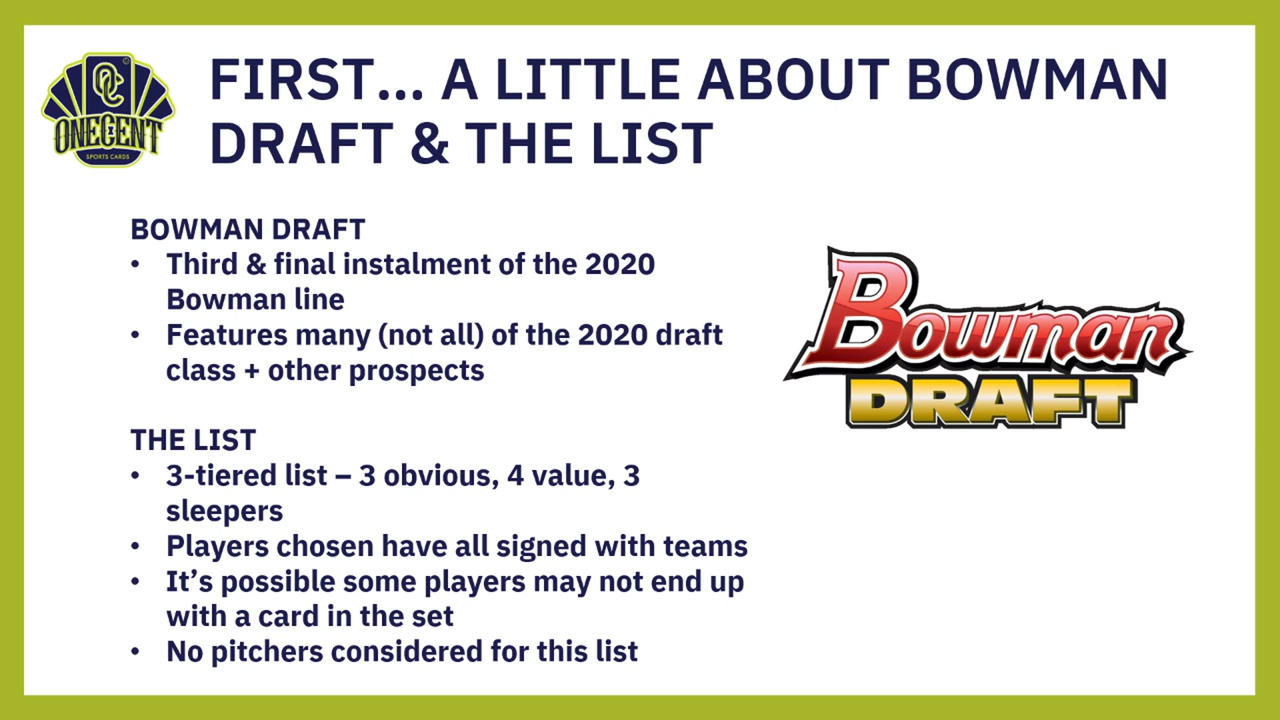 FIRST... A LITTLE ABOUT BOWMAN
DRAFT & THE LIST
OC
ONECENT
SPORTS CARDS
BOWMAN DRAFT
• Third & final instalment of the 2020
Bowman line
• Features many (not all) of the 2020 draft
class + other prospects
Bowman
DRAFT
THE LIST
• 3-tiered list – 3 obvious, 4 value, 3
sleepers
• Players chosen have all signed with teams
• It’s possible some players may not end up
with a card in the set
• No pitchers considered for this list